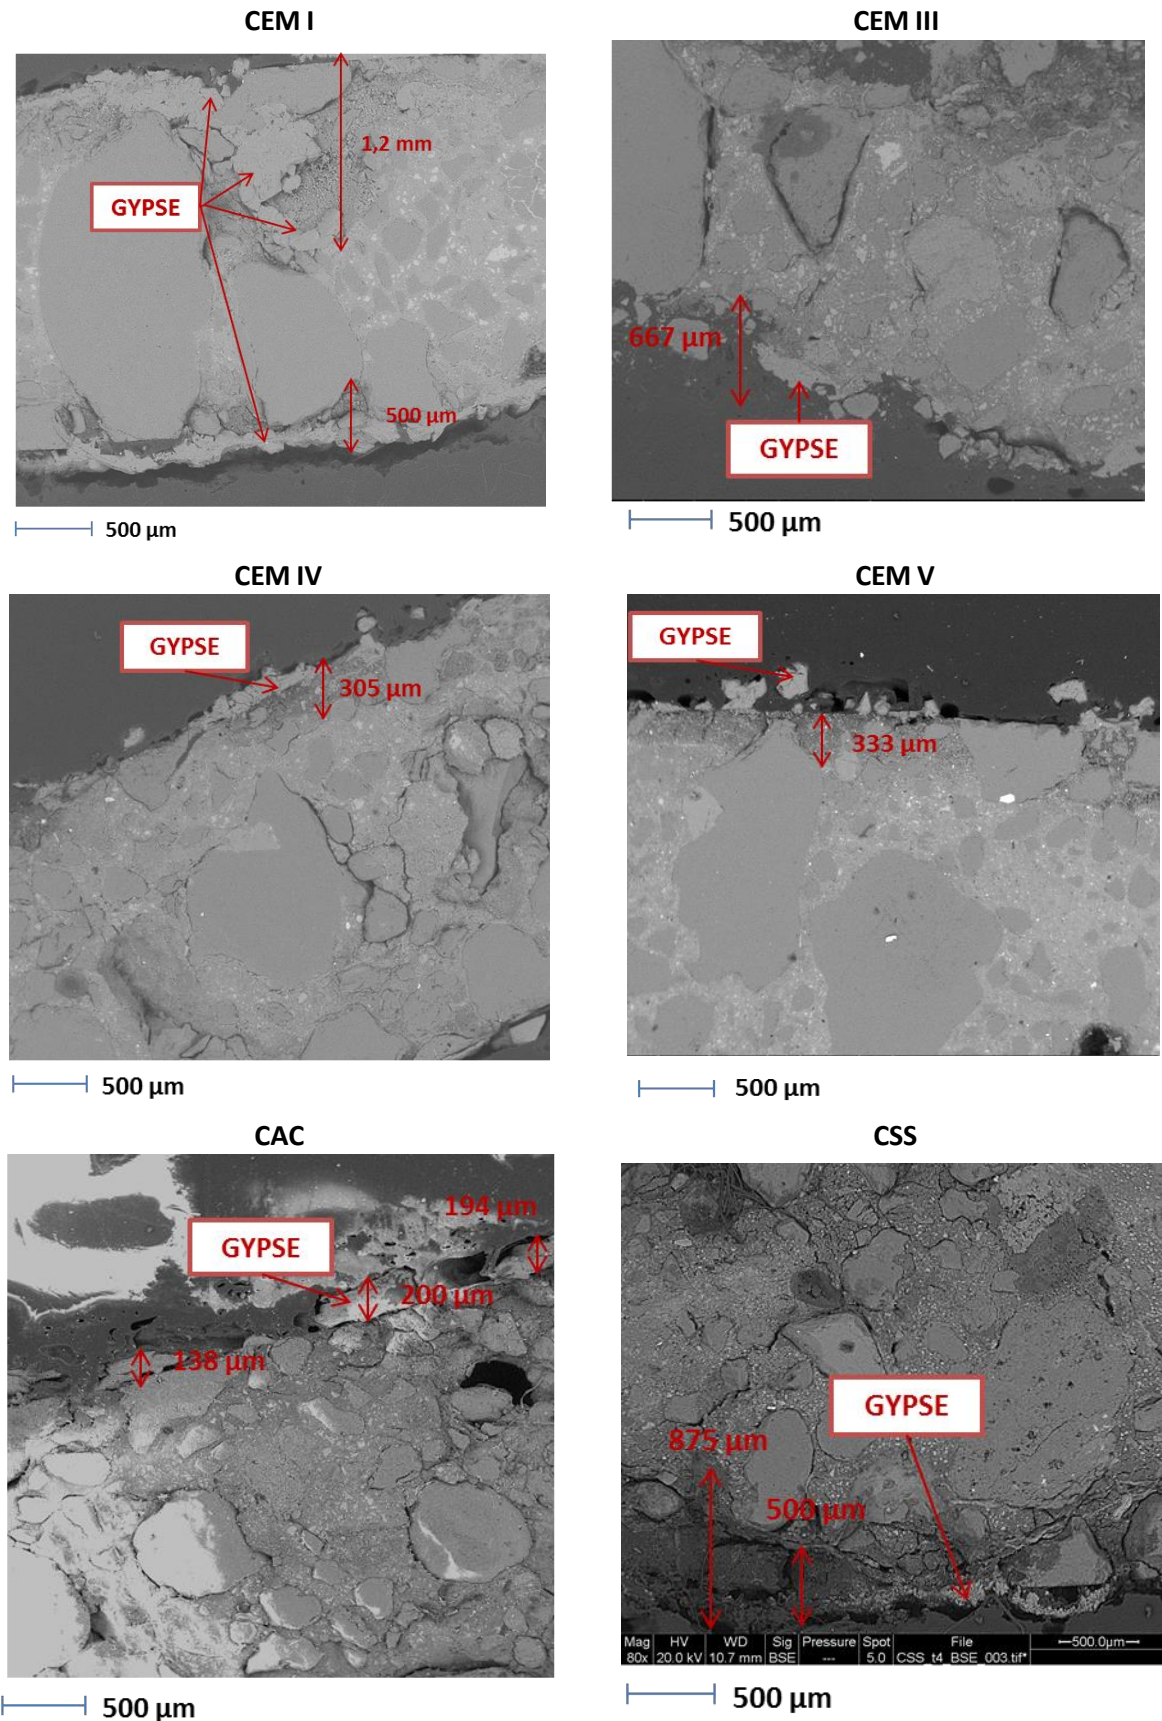 CEM I
CEM III
1,2 mm
GYPSE
500 µm
500 µm
667 µm
GYPSE
500 µm
CEM IV
CEM V
GYPSE
305 µm
500 µm
GYPSE
333 µm
500 µm
CAC
CSS
194 µm
GYPSE
200 µm
138 µm
500 µm
GYPSE
875 µm
500 µm
Mag HV WD Sig Pressure Spot File 500.0µm
80x 20.0 kV 10.7 mm BSE --- 5.0 CSS_t4_BSE_003.tif*
500 µm